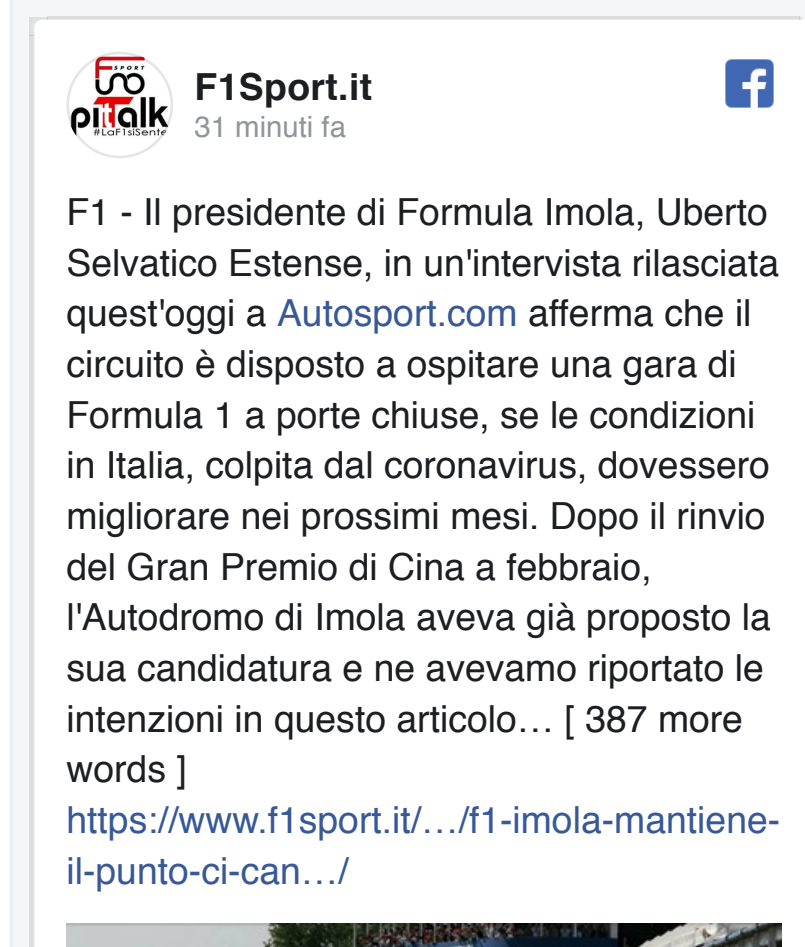 SPORT
UNO
pitTalk
#LaF1siSente
F1Sport.it
31 minuti fa
F1 - Il presidente di Formula Imola, Uberto
Selvatico Estense, in un'intervista rilasciata
quest'oggi a Autosport.com afferma che il
circuito è disposto a ospitare una gara di
Formula 1 a porte chiuse, se le condizioni
in Italia, colpita dal coronavirus, dovessero
migliorare nei prossimi mesi. Dopo il rinvio
del Gran Premio di Cina a febbraio,
l'Autodromo di Imola aveva già proposto la
sua candidatura e ne avevamo riportato le
intenzioni in questo articolo… [ 387 more
words ]
https://www.f1sport.it/…/f1-imola-mantiene-
il-punto-ci-can…/